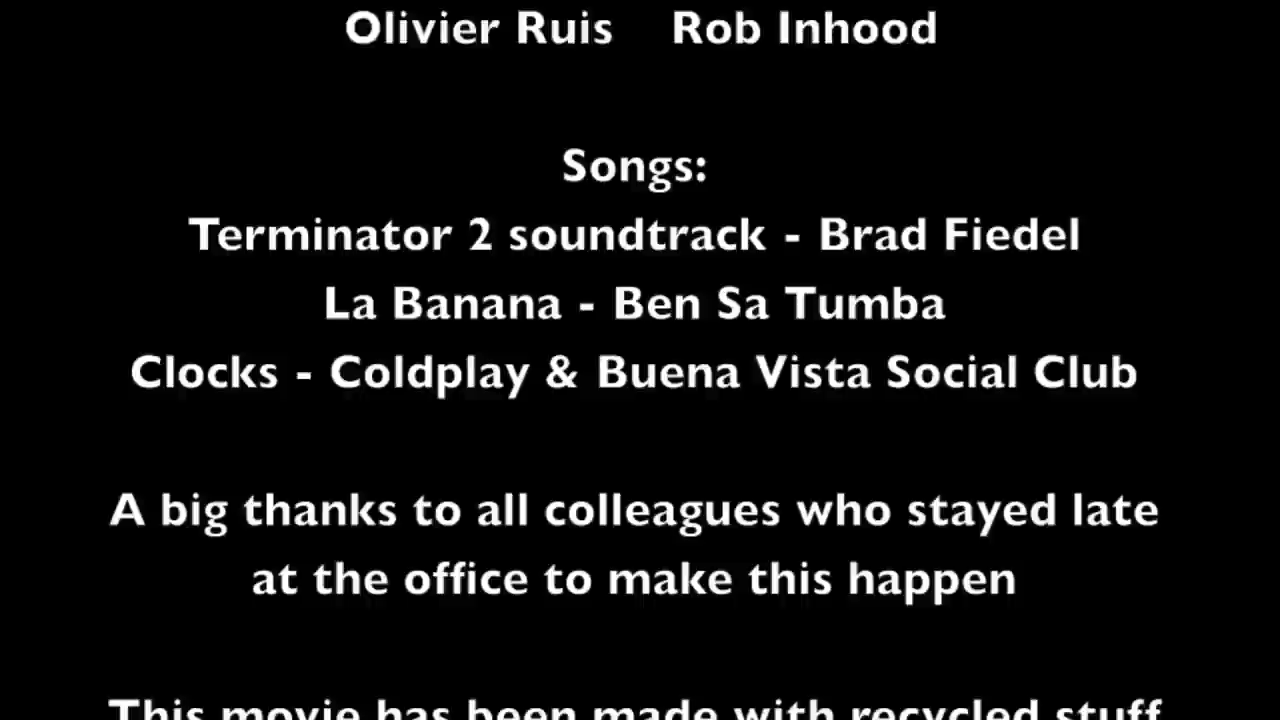 Olivier Ruis Rob Inhood
Songs:
Terminator 2 soundtrack - Brad Fiedel
La Banana - Ben Sa Tumba
Clocks - Coldplay & Buena Vista Social Club
A big thanks to all colleagues who stayed late
at the office to make this happen
This movie has been made with recycled stuff